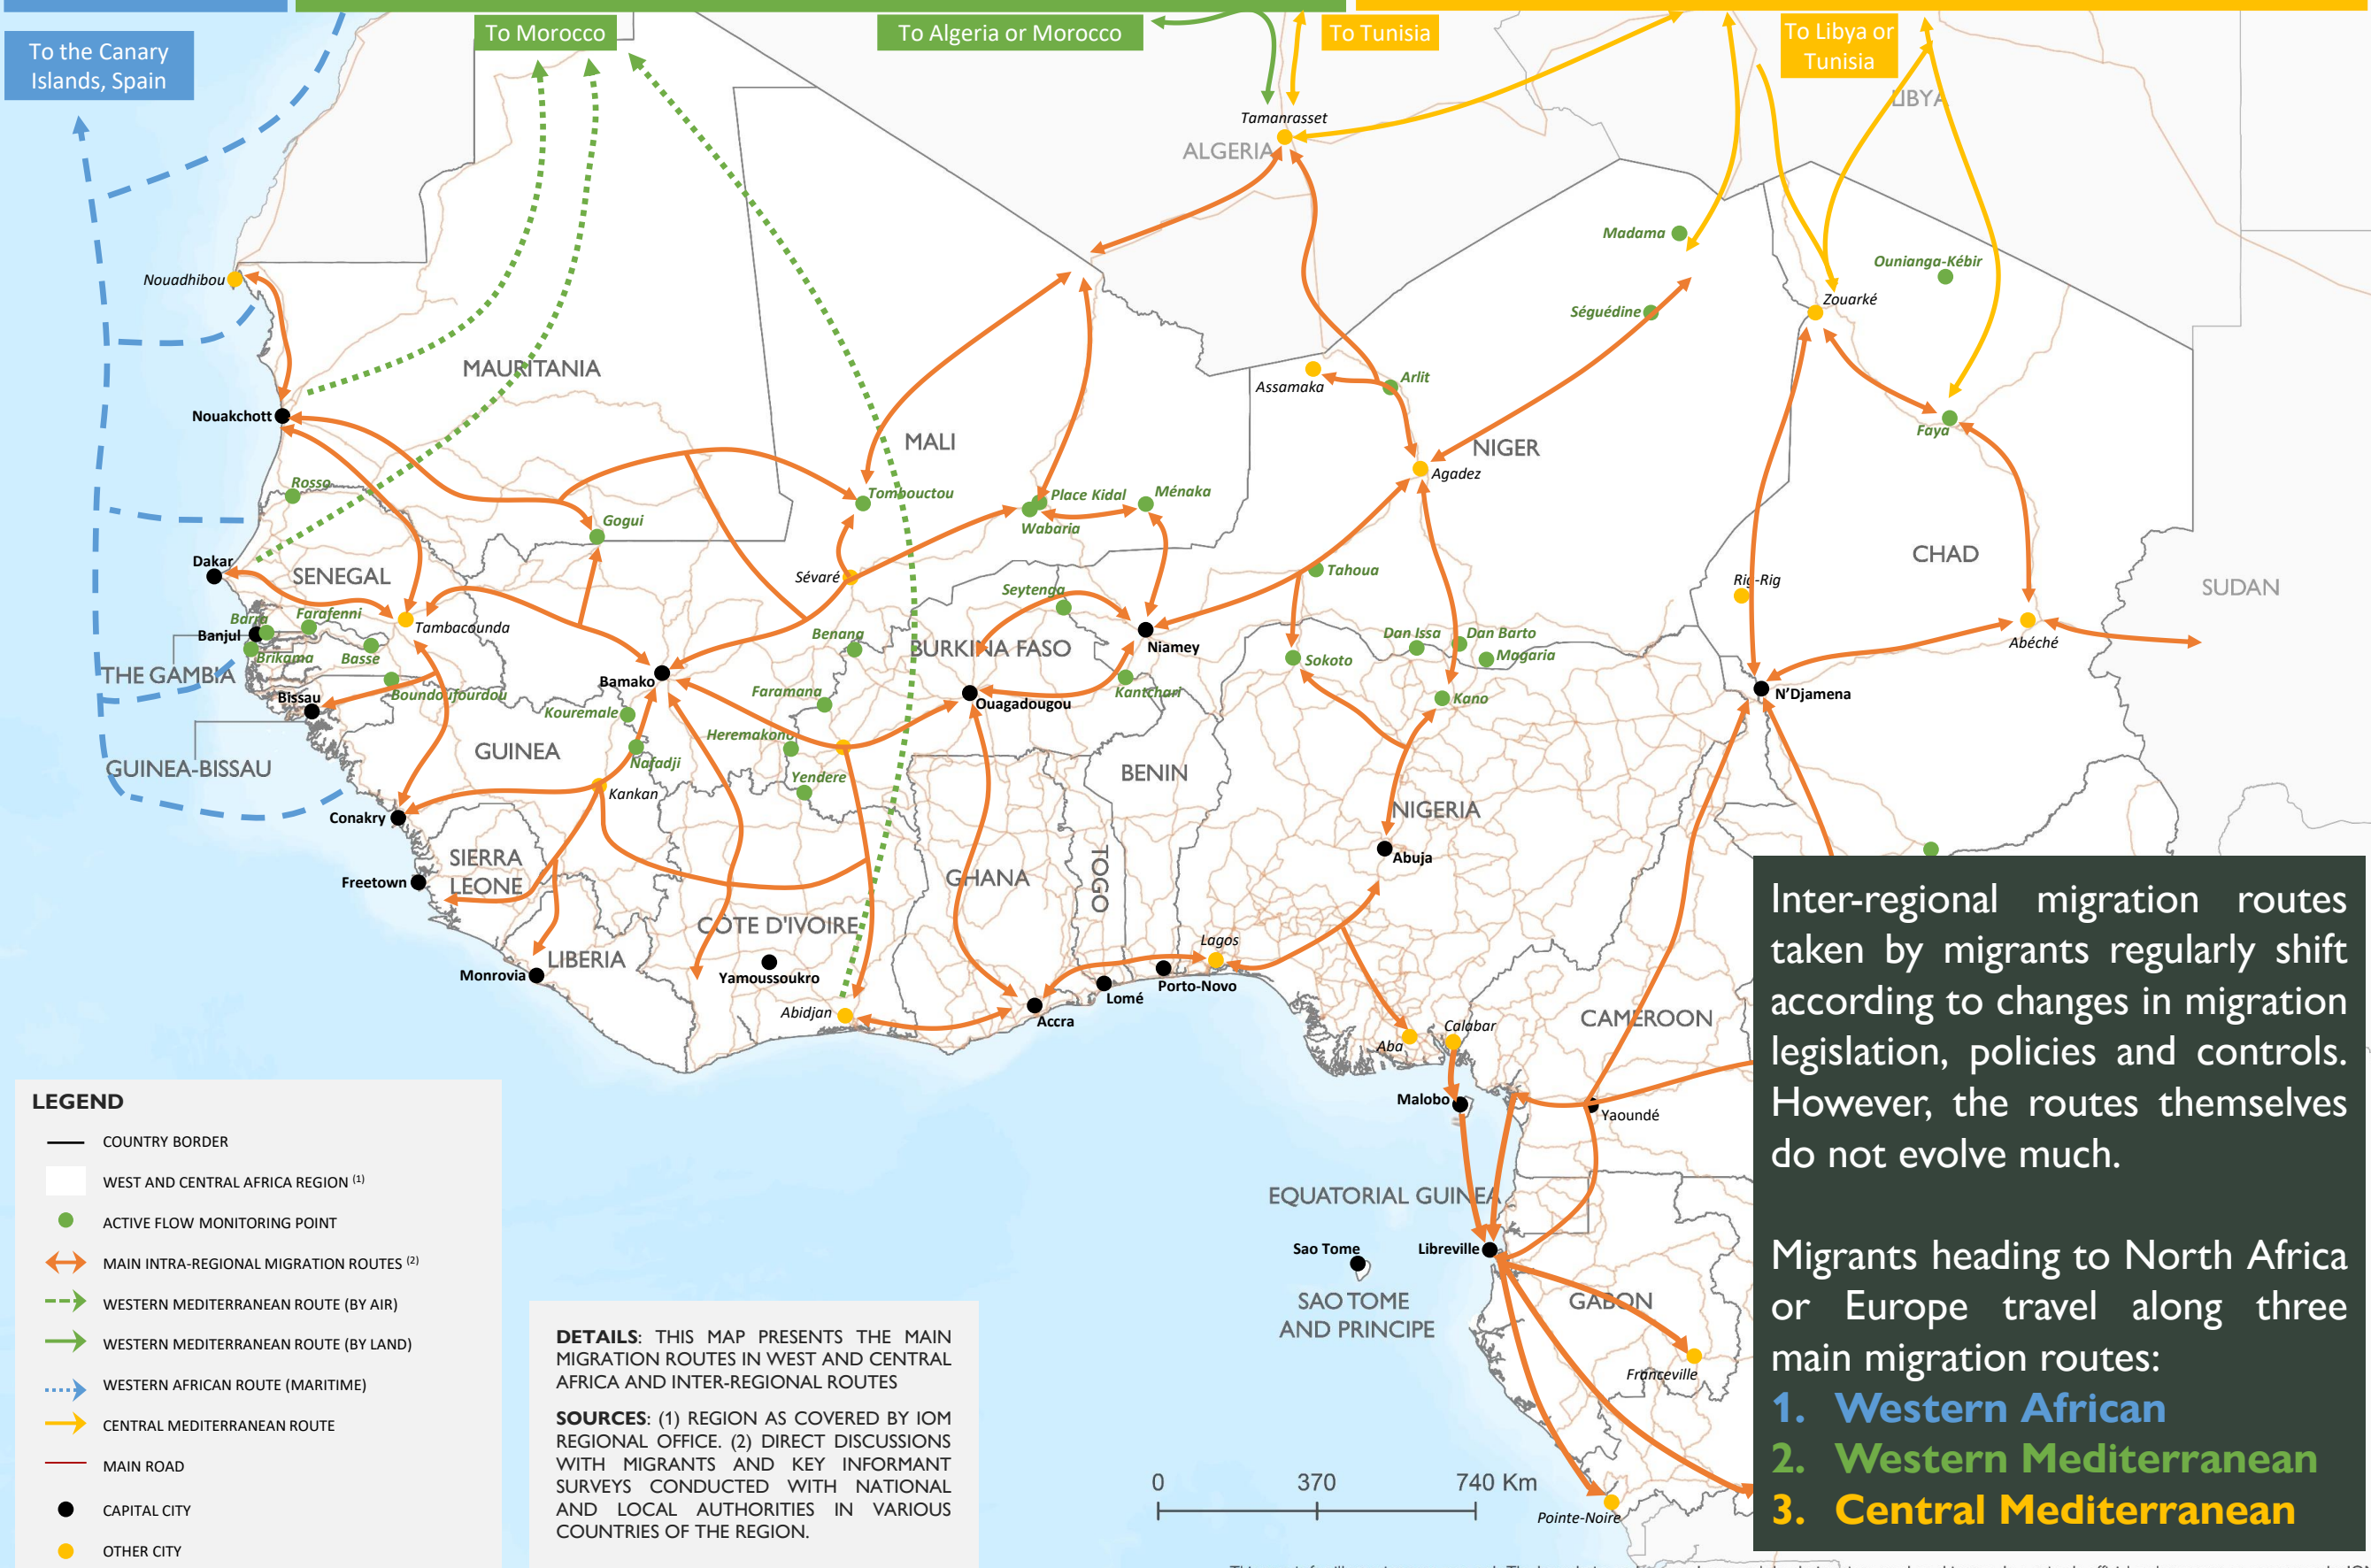 To the Canary
Islands, Spain
To Morocco
To Algeria or Morocco
To Tunisia
To Libya or
Tunisia
LIBYA
Tamanrasset
ALGERIA
Madama
Ounianga-Kébir
Nouadhibou
Zouarké
Séguédine
MAURITANIA
Assamaka
Arlit
Nouakchott
MALI
NIGER
Faya
Agadez
Rosso
Tombouctou
Place Kidal
Ménaka
Gogui
Wabaria
Dakar
SENEGAL
Sévaré
Tahoua
CHAD
Rig-Rig
SUDAN
Seytenga
Barra
Farafenni
Tambacounda
Banjul
Benang
BURKINA FASO
Niamey
Dan Issa
Dan Barto
Magaria
Abéché
Brikama
Basse
Sokoto
THE GAMBIA
Bamako
Boundoufourdou
Bissau
Faramana
Ouagadougou
Kantchari
Kano
N'Djamena
Kouremale
Heremakono
GUINEA
Nafadji
GUINEA-BISSAU
Yendere
BENIN
Kankan
NIGERIA
Conakry
SIERRA
LEONE
TOGO
GHANA
Abuja
Freetown
CÔTE D'IVOIRE
Lagos
LIBERIA
Monrovia
Yamoussoukro
Porto-Novo
Lomé
Abidjan
Accra
CAMEROON
Calabar
Aba
Malobo
Yaoundé
EQUATORIAL GUINEA
Sao Tome
Libreville
SAO TOME
AND PRINCIPE
GABON
Franceville
Pointe-Noire
LEGEND
COUNTRY BORDER
WEST AND CENTRAL AFRICA REGION (1)
ACTIVE FLOW MONITORING POINT
MAIN INTRA-REGIONAL MIGRATION ROUTES (2)
WESTERN MEDITERRANEAN ROUTE (BY AIR)
WESTERN MEDITERRANEAN ROUTE (BY LAND)
WESTERN AFRICAN ROUTE (MARITIME)
CENTRAL MEDITERRANEAN ROUTE
MAIN ROAD
CAPITAL CITY
OTHER CITY
DETAILS: THIS MAP PRESENTS THE MAIN
MIGRATION ROUTES IN WEST AND CENTRAL
AFRICA AND INTER-REGIONAL ROUTES
SOURCES: (1) REGION AS COVERED BY IOM
REGIONAL OFFICE. (2) DIRECT DISCUSSIONS
WITH MIGRANTS AND KEY INFORMANT
SURVEYS CONDUCTED WITH NATIONAL
AND LOCAL AUTHORITIES IN VARIOUS
COUNTRIES OF THE REGION.
0 370 740 Km
Inter-regional migration routes
taken by migrants regularly shift
according to changes in migration
legislation, policies and controls.
However, the routes themselves
do not evolve much.
Migrants heading to North Africa
or Europe travel along three
main migration routes:
1. Western African
2. Western Mediterranean
3. Central Mediterranean